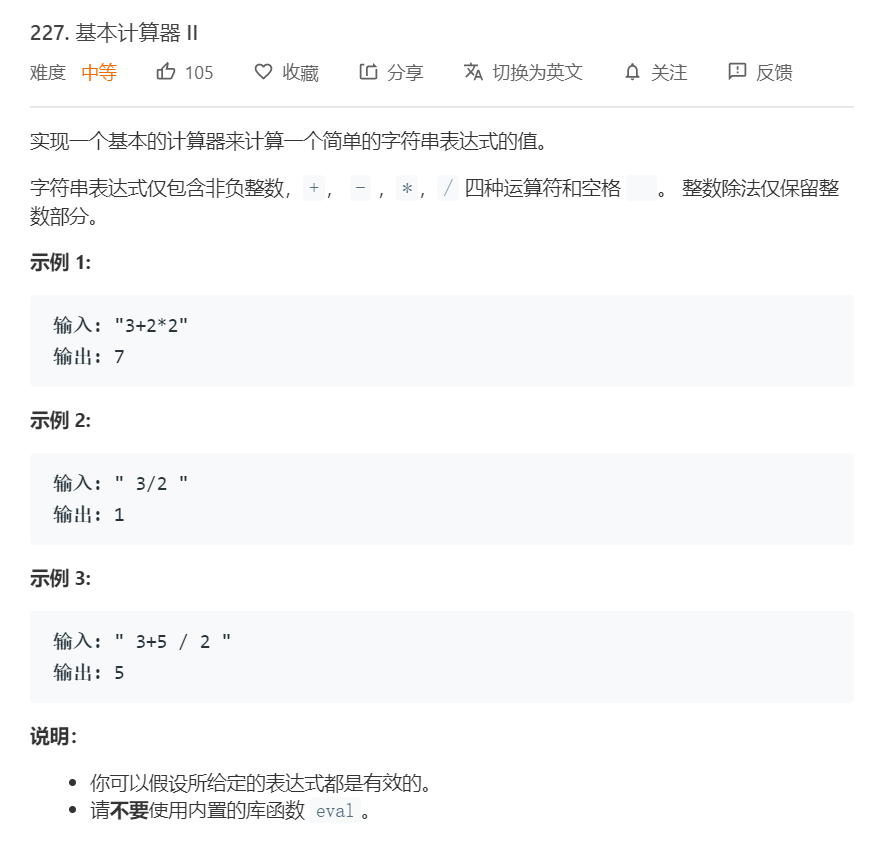 227. 基本计算器 II
难度 中等 105 收藏 分享 切换为英文 关注 反馈
实现一个基本的计算器来计算一个简单的字符串表达式的值。
字符串表达式仅包含非负整数，+， - ，*，/ 四种运算符和空格  。 整数除法仅保留整
数部分。
示例 1:
输入: "3+2*2"
输出: 7
示例 2:
输入: " 3/2 "
输出: 1
示例 3:
输入: " 3+5 / 2 "
输出: 5
说明:
你可以假设所给定的表达式都是有效的。
请不要使用内置的库函数 eval。